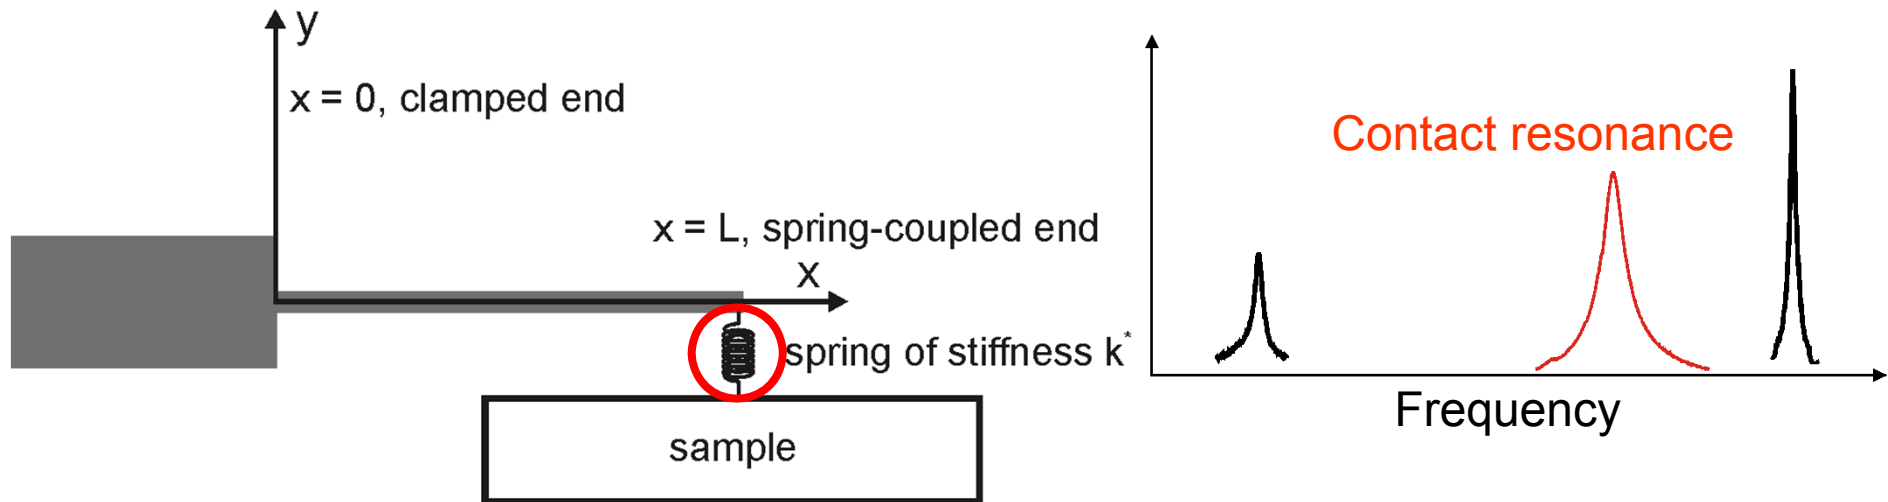 y
x = 0, clamped end
x = L, spring-coupled end
x
spring of stiffness k*
sample
Contact resonance
Frequency